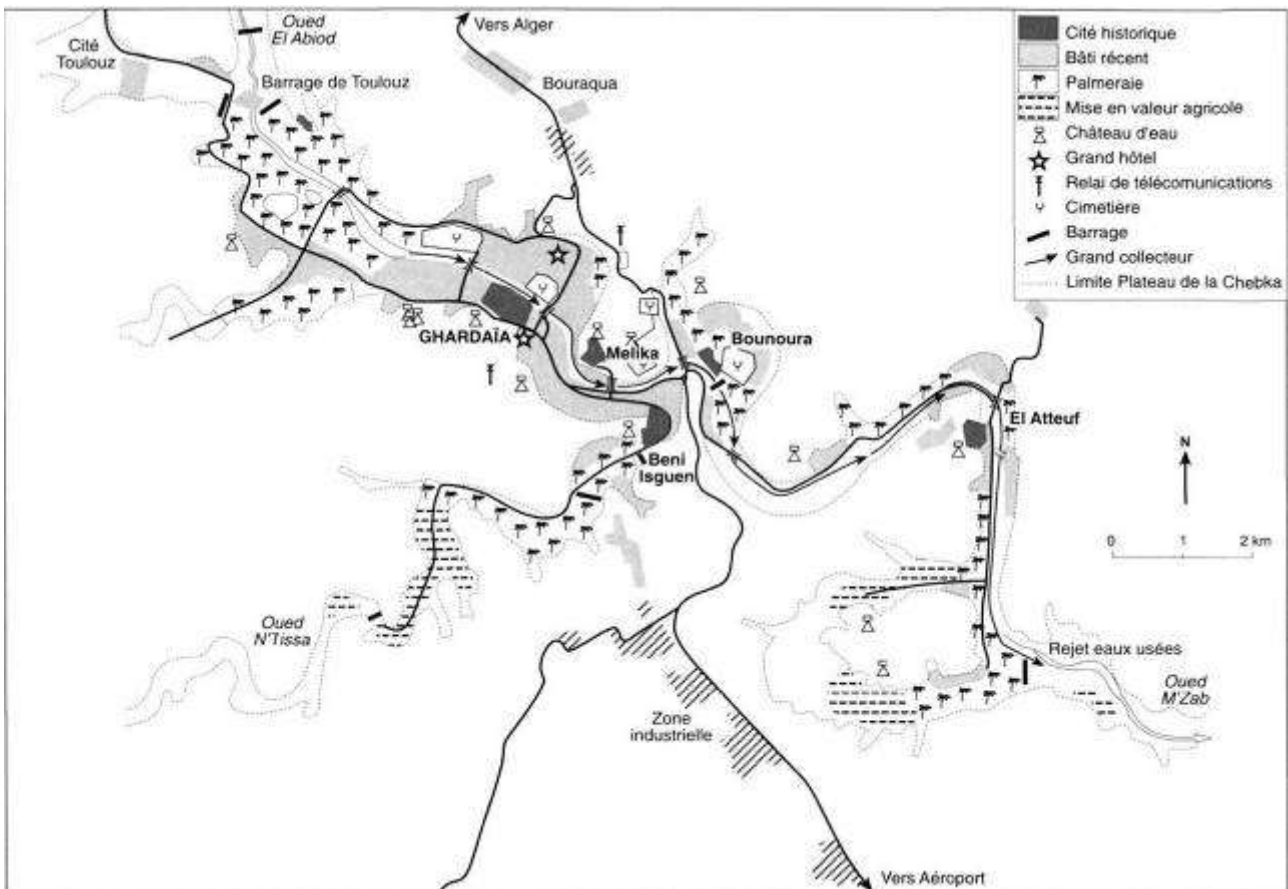 Oued
El Abiod
Cité
Toulouz
Barrage de Toulouz
Vers Alger
Bouraqua
Cité historique
Bâti récent
Palmeraie
Mise en valeur agricole
Château d'eau
Grand hôtel
Relai de télécomunications
Cimetière
Barrage
Grand collecteur
Limite Plateau de la Chebka
GHARDAÏA
Melika
Bounoura
El Atteuf
Beni
Isguen
N
0 1 2 km
Oued
N'Tissa
Rejet eaux usées
Oued
M'Zab
Zone
industrielle
Vers Aéroport